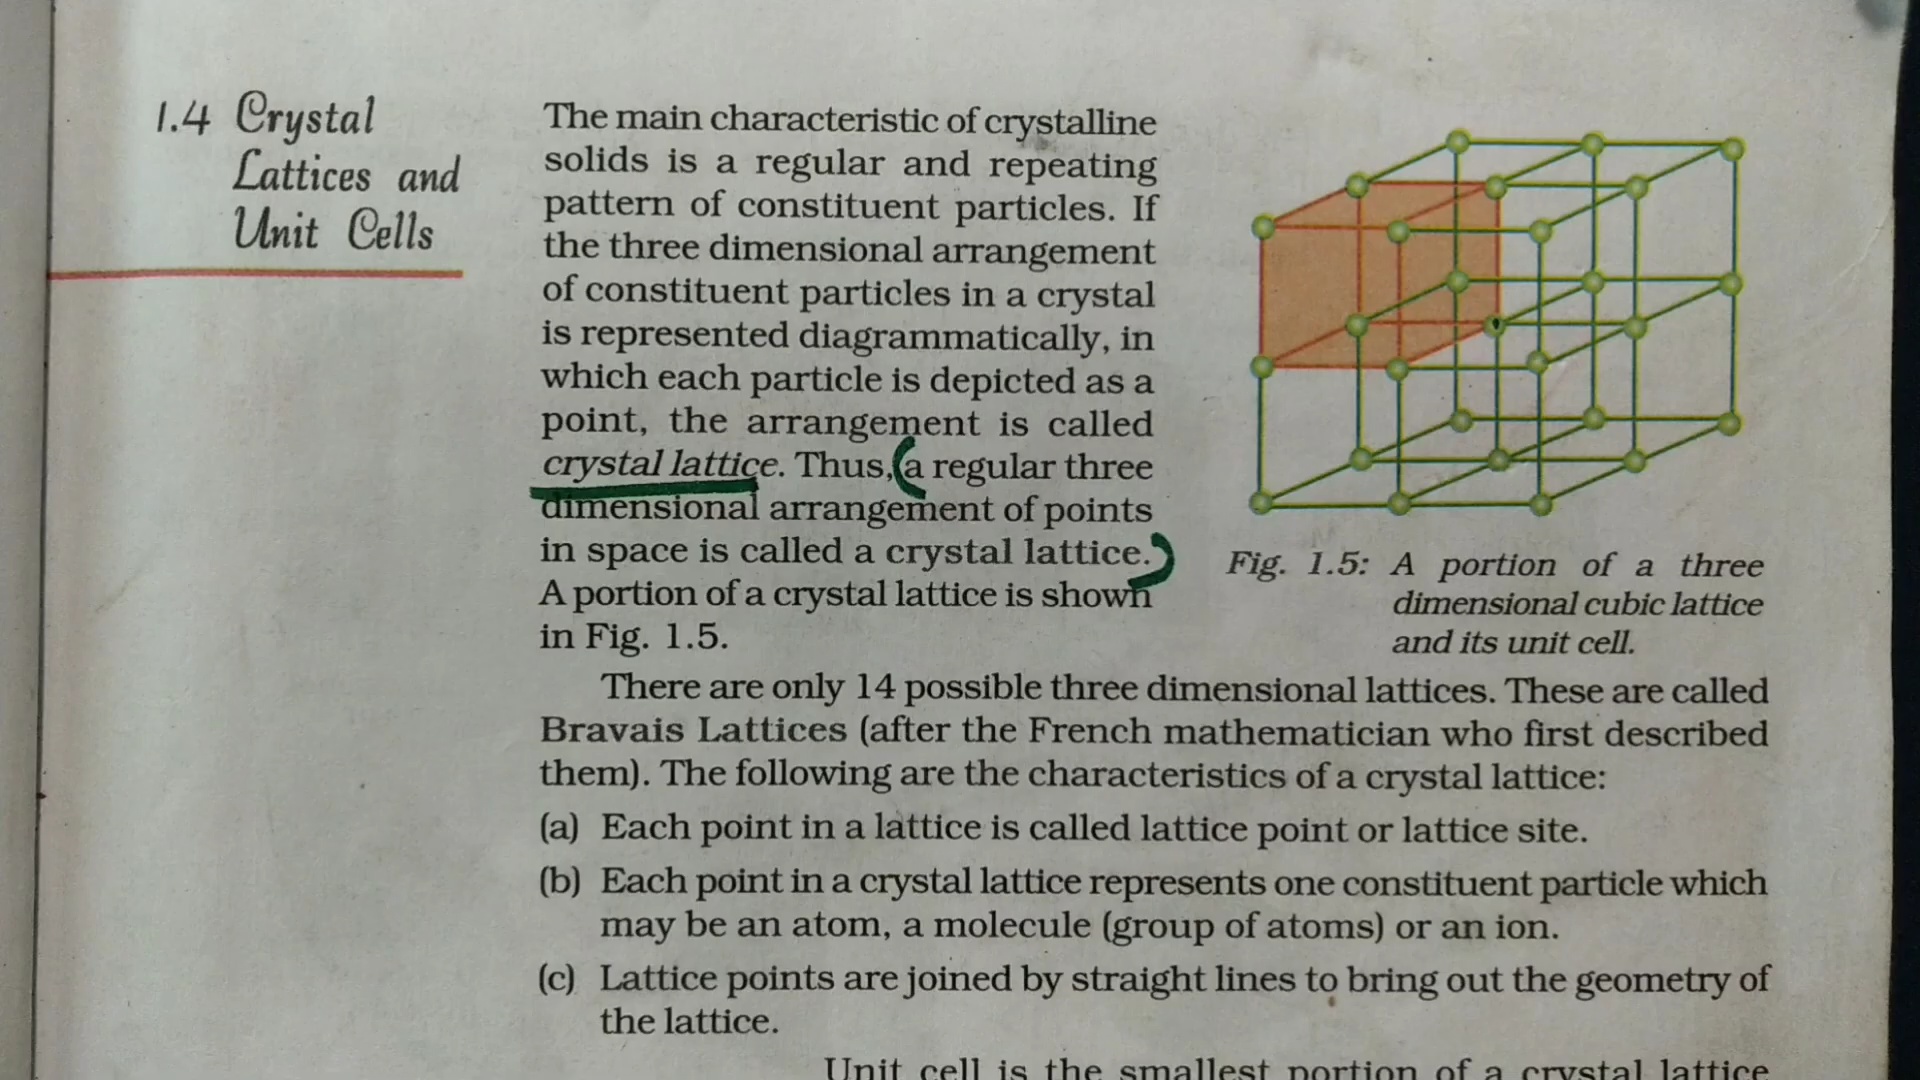 1.4 Crystal
Lattices and
Unit Cells
The main characteristic of crystalline
solids is a regular and repeating
pattern of constituent particles. If
the three dimensional arrangement
of constituent particles in a crystal
is represented diagrammatically, in
which each particle is depicted as a
point, the arrangement is called
crystal lattice. Thus, (a regular three
dimensional arrangement of points
in space is called a crystal lattice.)
A portion of a crystal lattice is shown
in Fig. 1.5.
Fig. 1.5: A portion of a three
dimensional cubic lattice
and its unit cell.
There are only 14 possible three dimensional lattices. These are called
Bravais Lattices (after the French mathematician who first described
them). The following are the characteristics of a crystal lattice:
(a) Each point in a lattice is called lattice point or lattice site.
(b) Each point in a crystal lattice represents one constituent particle which
may be an atom, a molecule (group of atoms) or an ion.
(c) Lattice points are joined by straight lines to bring out the geometry of
the lattice.
Unit cell is the smallest portion of a crystal lattice